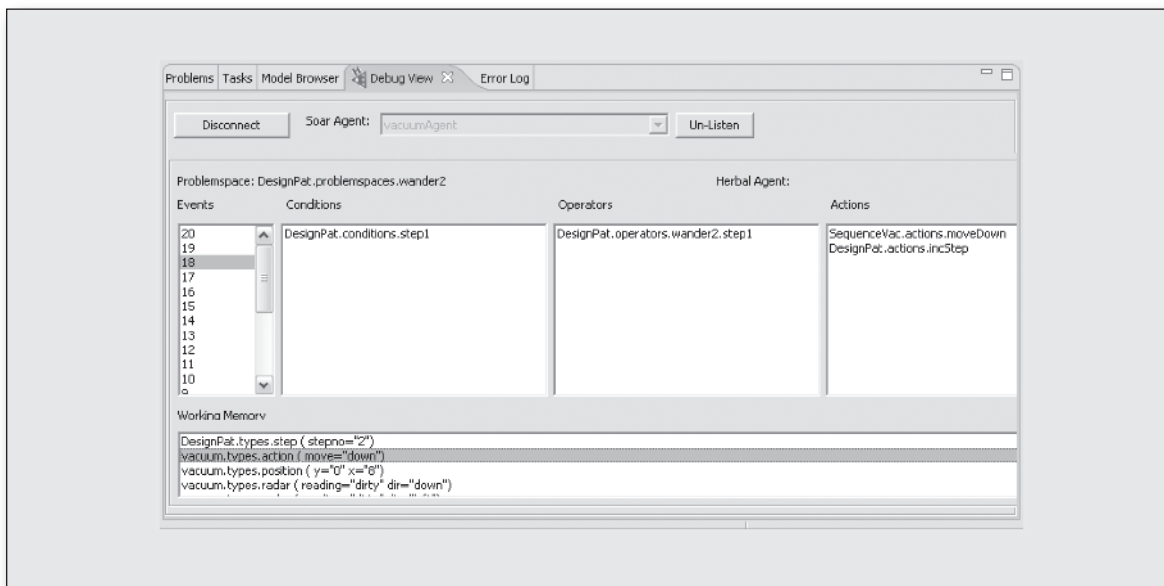 Problems Tasks Model Browser Debug View Error Log
Disconnect Soar Agent: vacuumAgent Un-Listen
Problemspace: DesignPat.problemspaces.wander2 Herbal Agent:
Events Conditions Operators Actions
20 DesignPat.conditions.step1 DesignPat.operators.wander2.step1 SequenceVac.actions.moveDown
19 DesignPat.actions.incStep
18
17
16
15
14
13
12
11
10
9
Working Memory
DesignPat.types.step ( stepno="2")
vacuum.types.action ( move="down")
vacuum.types.position ( y="0" x="6")
vacuum.types.radar ( reading="dirty" dir="down")